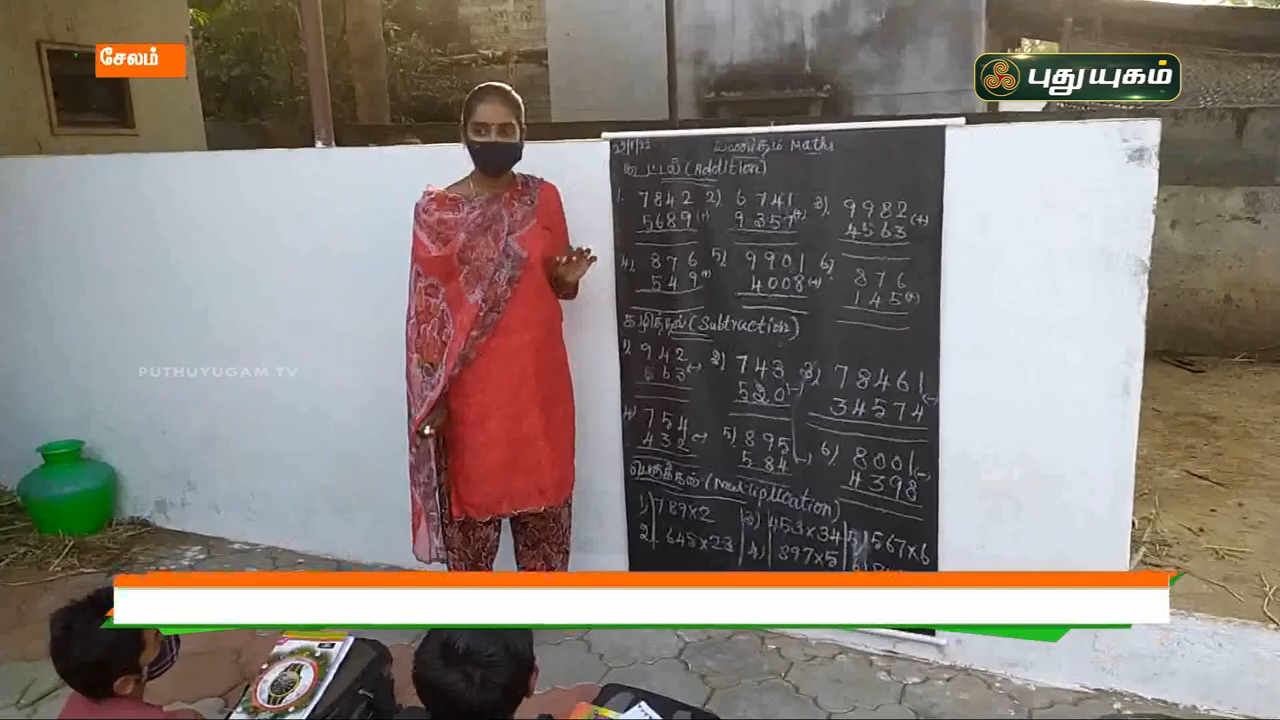 சேலம்
புதுயுகம்
PUTHUYUGAM TV
கணிதம் Maths
கூட்டல் (Addition)
1. 7842 2) 6741 3). 9982
5689 (+) 9357 (+) 4563 (+)
4). 876 5) 9901 6) 876
549 (+) 4008 (+) 145 (+)
கழித்தல் (Subtraction)
1) 942 2) 743 3) 78461
563 (-) 520 (-) 34574 (-)
4) 754 5) 895 6) 8001
432 (-) 584 (-) 4398 (-)
பெருக்கல் (Multiplication)
1) 789x2 3) 453x34 5) 567x6
2. 645x23 4) 897x5 6)